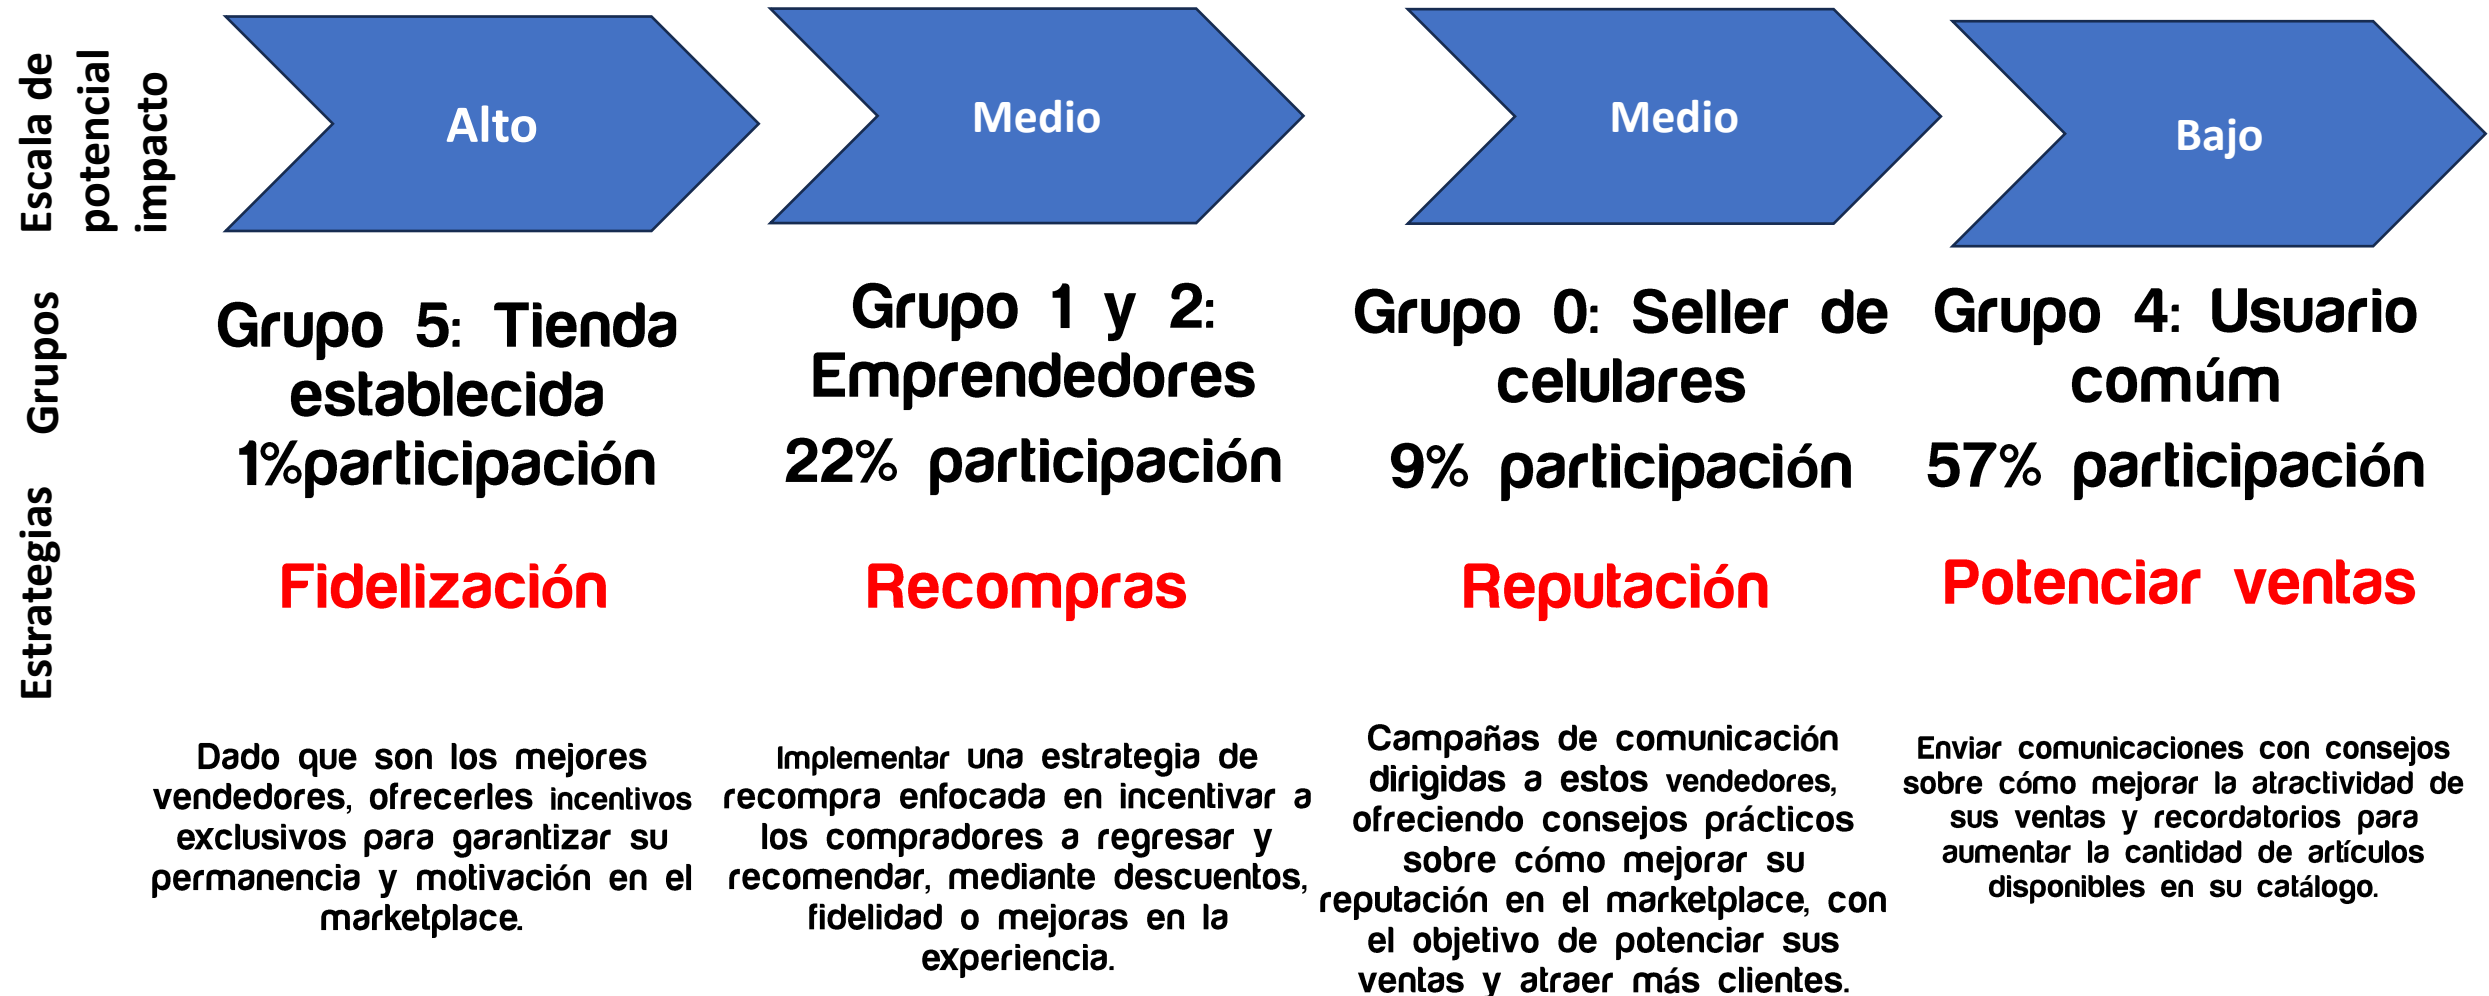 Escala de
potencial
impacto
Alto
Medio
Medio
Bajo
Grupos
Grupo 5: Tienda
establecida
1%participación
Grupo 1 y 2:
Emprendedores
22% participación
Grupo 0: Seller de
celulares
9% participación
Grupo 4: Usuario
comúm
57% participación
Estrategias
Fidelización
Recompras
Reputación
Potenciar ventas
Dado que son los mejores
vendedores, ofrecerles incentivos
exclusivos para garantizar su
permanencia y motivación en el
marketplace.
Implementar una estrategia de
recompra enfocada en incentivar a
los compradores a regresar y
recomendar, mediante descuentos,
fidelidad o mejoras en la
experiencia.
Campañas de comunicación
dirigidas a estos vendedores,
ofreciendo consejos prácticos
sobre cómo mejorar su
reputación en el marketplace, con
el objetivo de potenciar sus
ventas y atraer más clientes.
Enviar comunicaciones con consejos
sobre cómo mejorar la atractividad de
sus ventas y recordatorios para
aumentar la cantidad de artículos
disponibles en su catálogo.